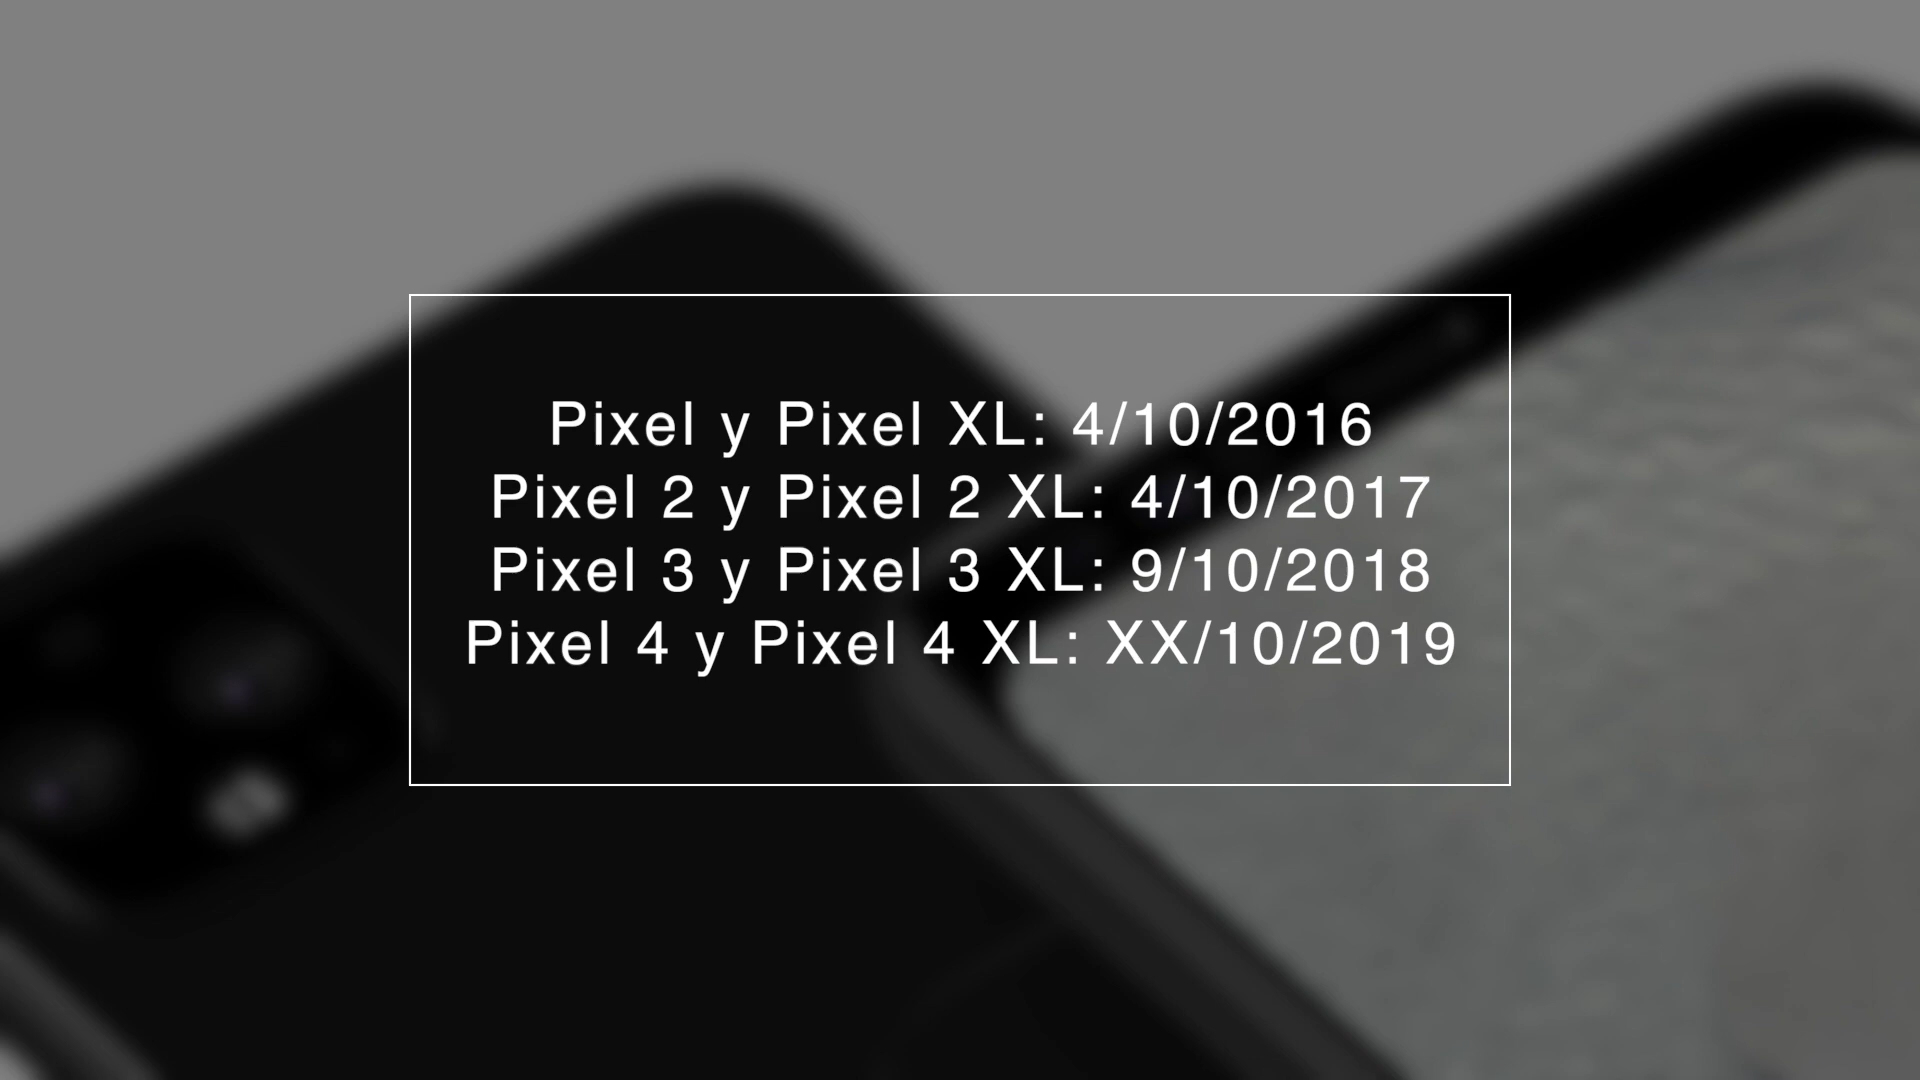 Pixel y Pixel XL: 4/10/2016
Pixel 2 y Pixel 2 XL: 4/10/2017
Pixel 3 y Pixel 3 XL: 9/10/2018
Pixel 4 y Pixel 4 XL: XX/10/2019